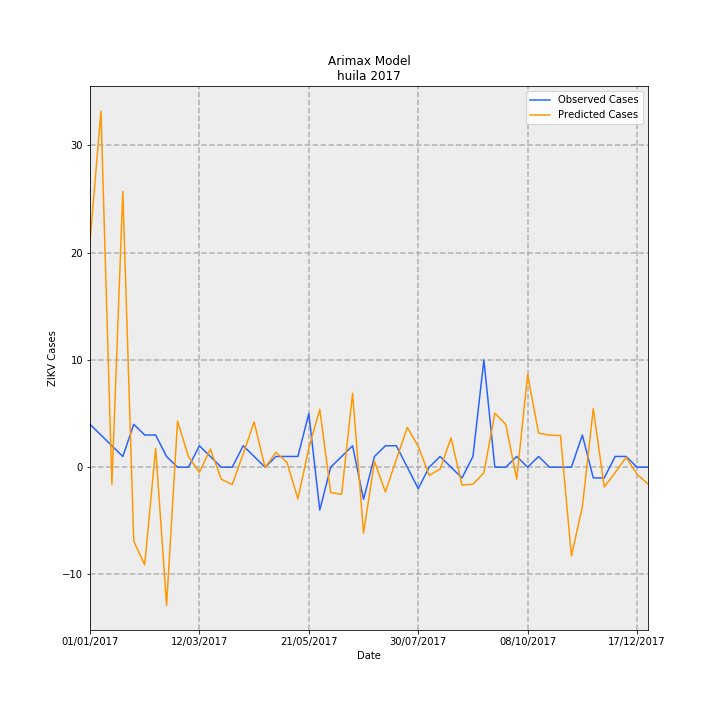 Arimax Model
huila 2017
Observed Cases
Predicted Cases
ZIKV Cases
30
20
10
0
−10
01/01/2017
12/03/2017
21/05/2017
30/07/2017
08/10/2017
17/12/2017
Date